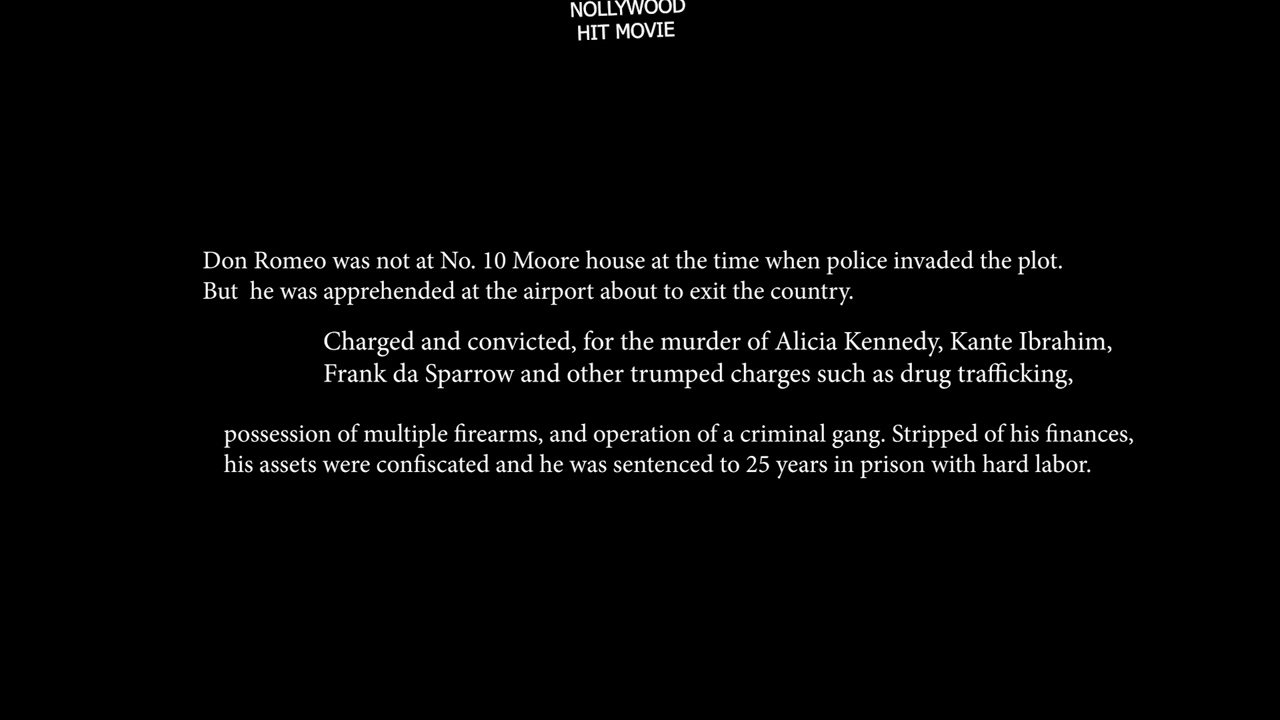 NOLLYWOOD
HIT MOVIE
Don Romeo was not at No. 10 Moore house at the time when police invaded the plot.
But  he was apprehended at the airport about to exit the country.
Charged and convicted, for the murder of Alicia Kennedy, Kante Ibrahim,
Frank da Sparrow and other trumped charges such as drug trafficking,
possession of multiple firearms, and operation of a criminal gang. Stripped of his finances,
his assets were confiscated and he was sentenced to 25 years in prison with hard labor.